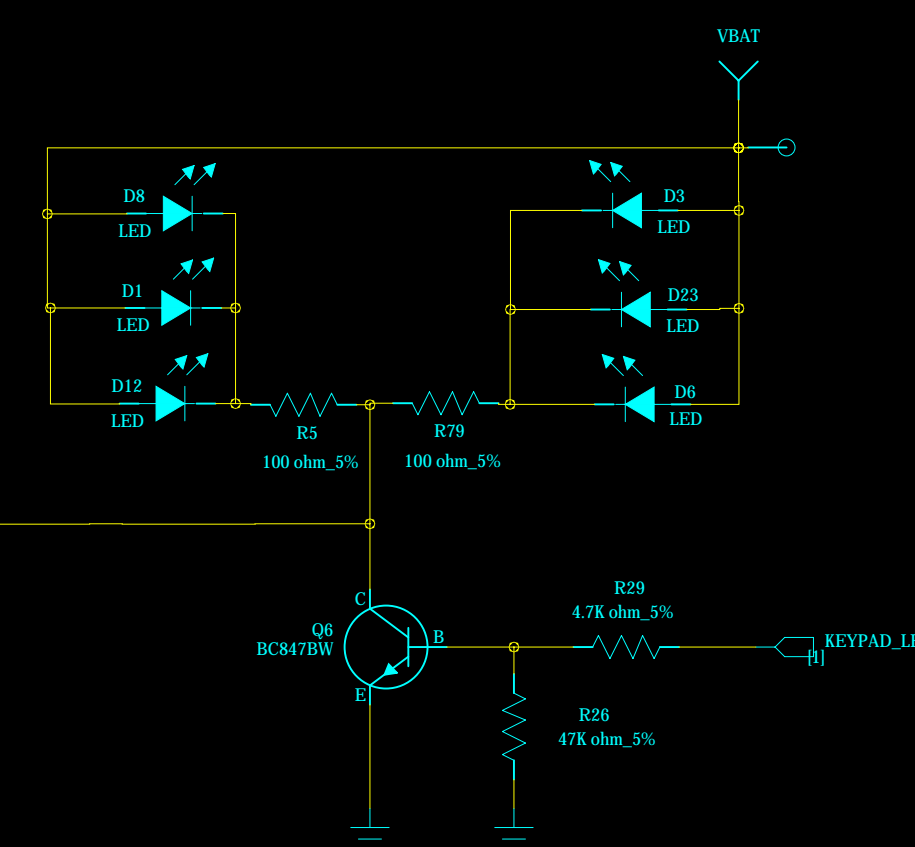 VBAT
D8
LED
D3
LED
D1
LED
D23
LED
D12
LED
D6
LED
R5
100 ohm_5%
R79
100 ohm_5%
C
Q6
BC847BW
B
E
R29
4.7K ohm_5%
KEYPAD_LE
[1]
R26
47K ohm_5%